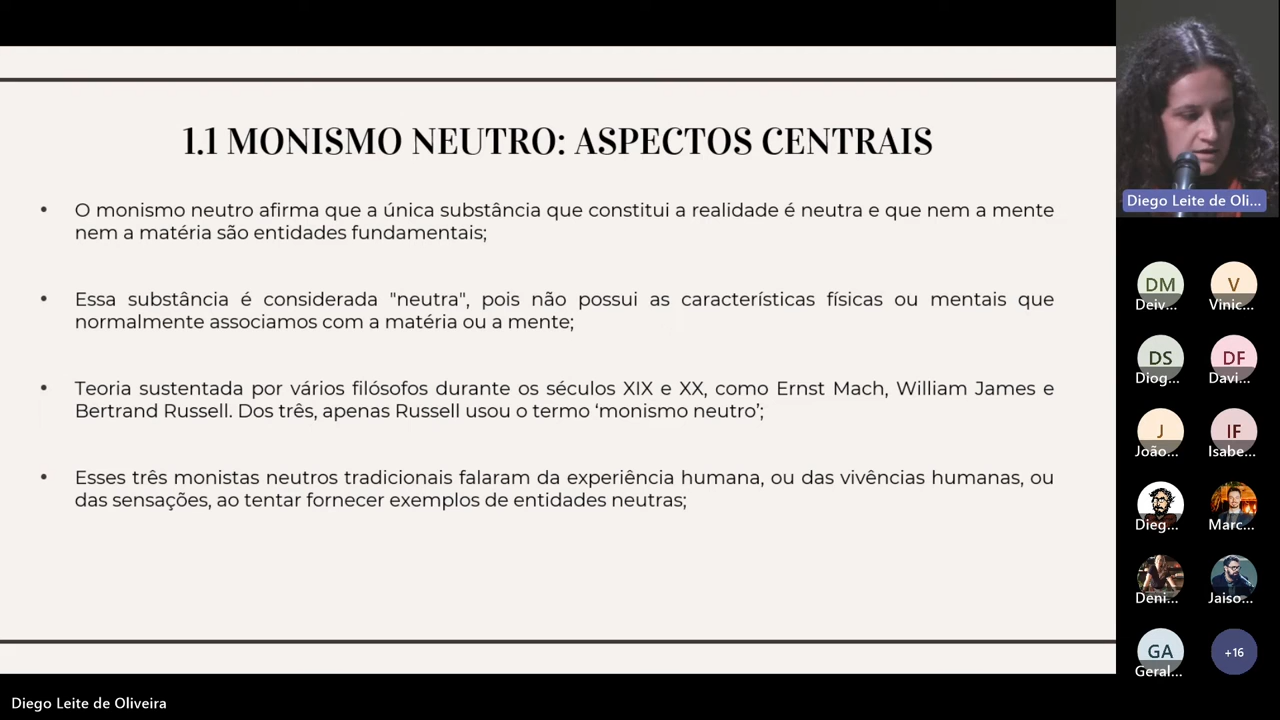 1.1 MONISMO NEUTRO: ASPECTOS CENTRAIS
• O monismo neutro afirma que a única substância que constitui a realidade é neutra e que nem a mente
nem a matéria são entidades fundamentais;
• Essa substância é considerada "neutra", pois não possui as características físicas ou mentais que
normalmente associamos com a matéria ou a mente;
• Teoria sustentada por vários filósofos durante os séculos XIX e XX, como Ernst Mach, William James e
Bertrand Russell. Dos três, apenas Russell usou o termo ‘monismo neutro’;
• Esses três monistas neutros tradicionais falaram da experiência humana, ou das vivências humanas, ou
das sensações, ao tentar fornecer exemplos de entidades neutras;
Diego Leite de Oli...
DM
Deiv...
V
Vinic...
DS
Diog...
DF
Davi...
J
João...
IF
Isabe...
Dieg...
Marc...
Deni...
Jaiso...
GA
Geral...
+16
Diego Leite de Oliveira